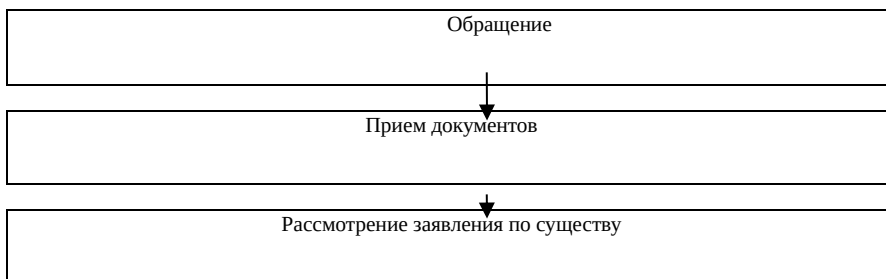 Обращение
Прием документов
Рассмотрение заявления по существу